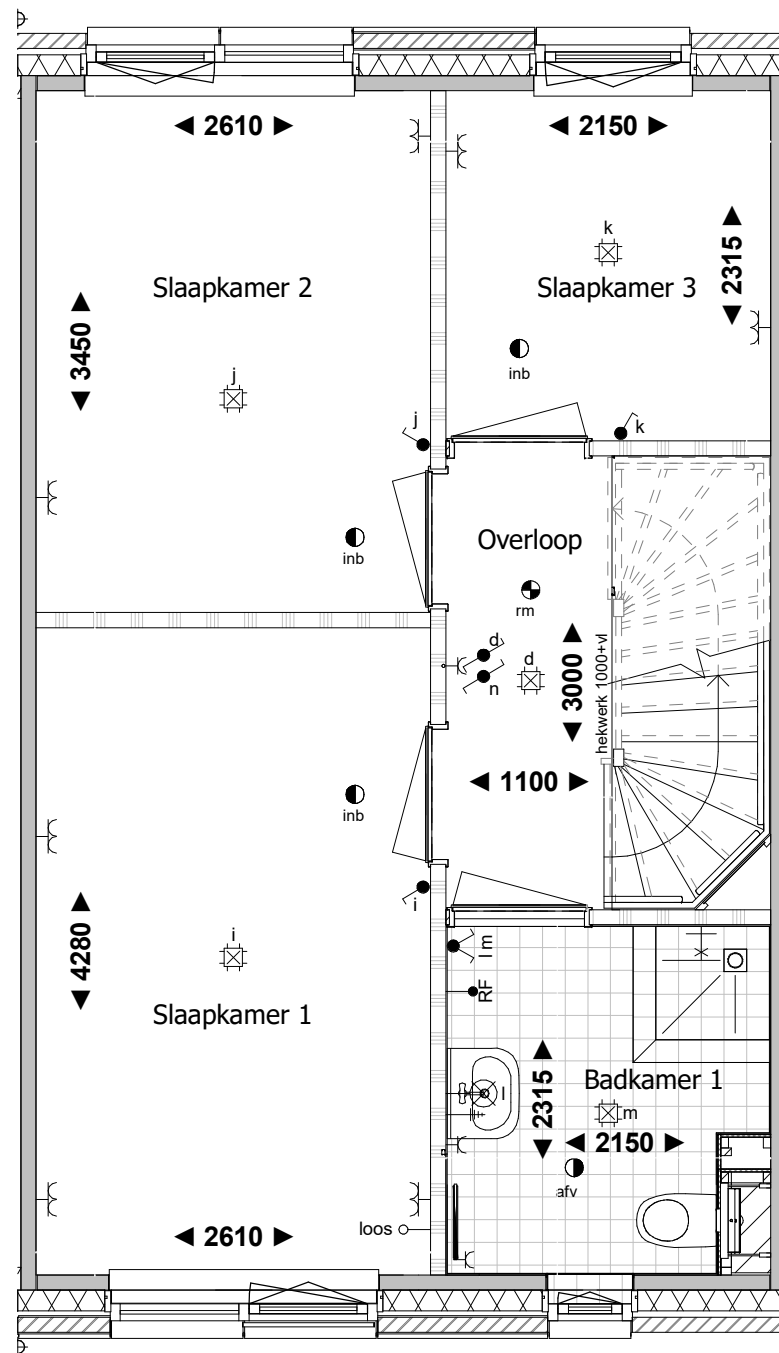 2610
2150
k
2315
Slaapkamer 2
Slaapkamer 3
3450
inb
j
j
k
Overloop
inb
rm
d
d
n
3000
hekwerk 1000+vl
1100
inb
i
i
l m
4280
RF
Slaapkamer 1
Badkamer 1
l
2315
m
2150
afv
loos
2610